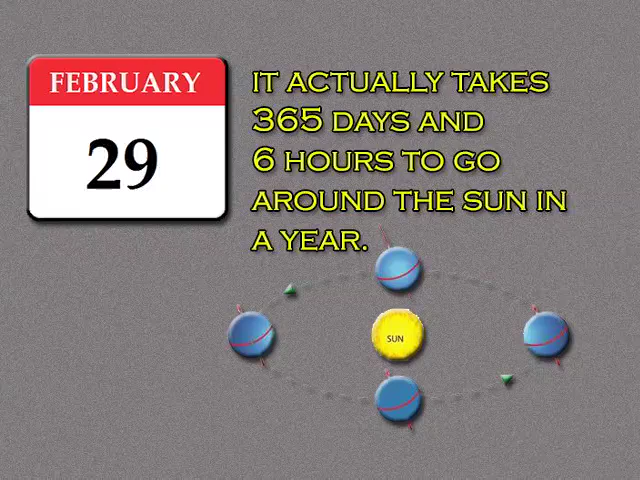 FEBRUARY
29
IT ACTUALLY TAKES
365 DAYS AND
6 HOURS TO GO
AROUND THE SUN IN
A YEAR.
SUN